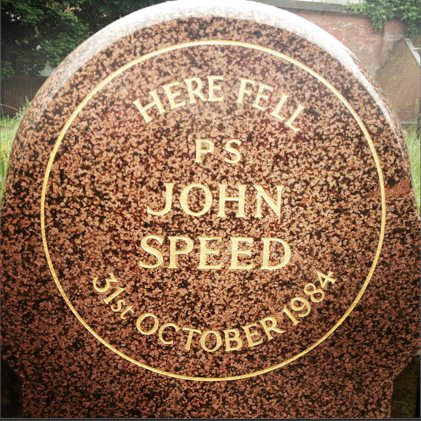 HERE FELL
PS
JOHN
SPEED
31st OCTOBER 1984